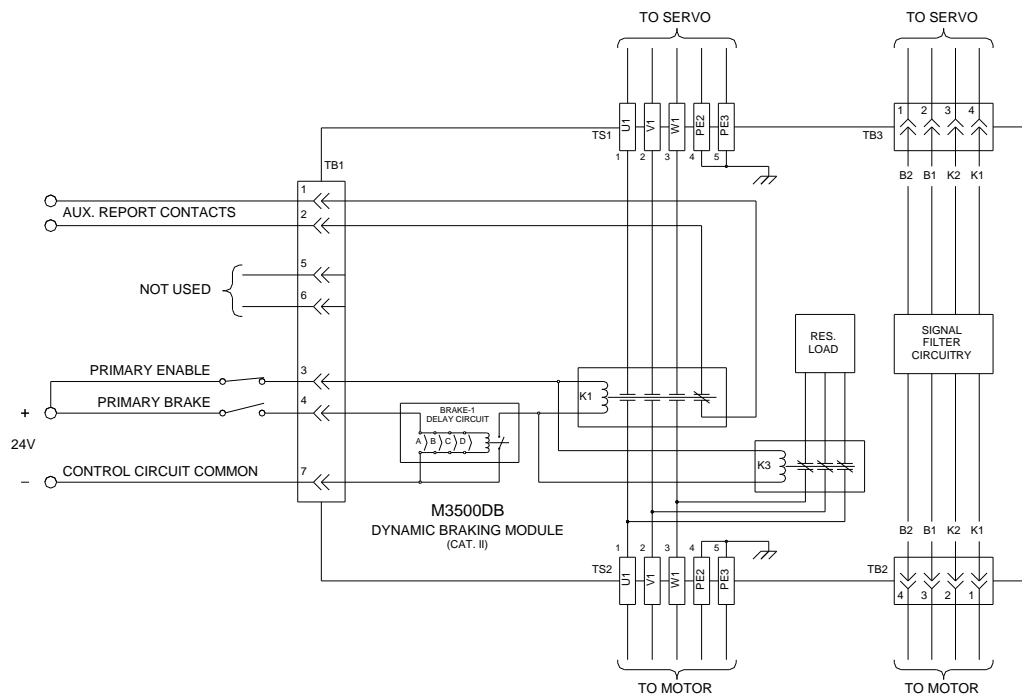 TO SERVO TO SERVO
U1 V1 W1 PE2 PE3
TS1
1 2 3 4 5
1 2 3 4
TB3
B2 B1 K2 K1
TB1
1
2
AUX. REPORT CONTACTS
5
NOT USED
6
RES.
LOAD
SIGNAL
FILTER
CIRCUITRY
PRIMARY ENABLE
3
+
PRIMARY BRAKE
4
24V
K1
BRAKE-1
DELAY CIRCUIT
A B C D
K3
–
CONTROL CIRCUIT COMMON
7
M3500DB
DYNAMIC BRAKING MODULE
(CAT. II)
B2 B1 K2 K1
1 2 3 4 5
TS2
U1 V1 W1 PE2 PE3
TB2
4 3 2 1
TO MOTOR TO MOTOR